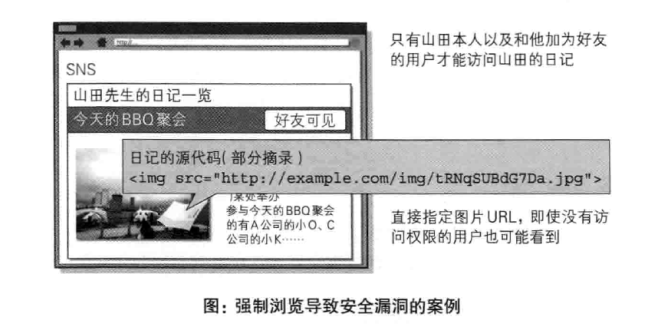 http://...
只有山田本人以及和他加为好友
的用户才能访问山田的日记
SNS
山田先生的日记一览
今天的BBQ聚会
好友可见
日记的源代码(部分摘录)
<img src="http://example.com/img/tRNqSUBdG7Da.jpg">
某处举办
参与今天的BBQ聚会
的有A公司的小O、C
公司的小K……
直接指定图片URL，即使没有访
问权限的用户也可能看到
图：强制浏览导致安全漏洞的案例